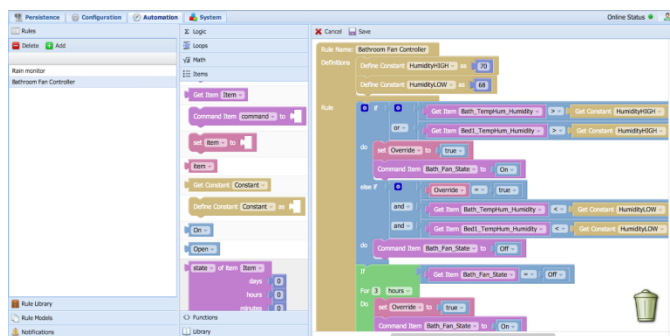 Persistence Configuration Automation System Online Status
Rules
Delete Add
Rain monitor
Bathroom Fan Controller
Rule Library
Rule Models
Notifications
Logic
Loops
Math
Items
Get Item Item
Command Item command to
set item to
item
Get Constant Constant
Define Constant Constant as
On
Open
state of item Item
days 0
hours 0
minutes 0
Functions
Library
Cancel Save
Rule Name: Bathroom Fan Controller
Definitions Define Constant HumidityHIGH as 70
Define Constant HumidityLOW as 68
Rule if Get Item Bath_TempHum_Humidity > Get Constant HumidityHIGH
or Get Item Bed1_TempHum_Humidity > Get Constant HumidityHIGH
do set Override to true
Command Item Bath_Fan_State to On
else if Override = true
and Get Item Bath_TempHum_Humidity < Get Constant HumidityLOW
and Get Item Bed1_TempHum_Humidity < Get Constant HumidityLOW
do Command Item Bath_Fan_State to Off
If Get Item Bath_Fan_State = Off
For 3 hours
Do set Override to true
Command Item Bath_Fan_State to On